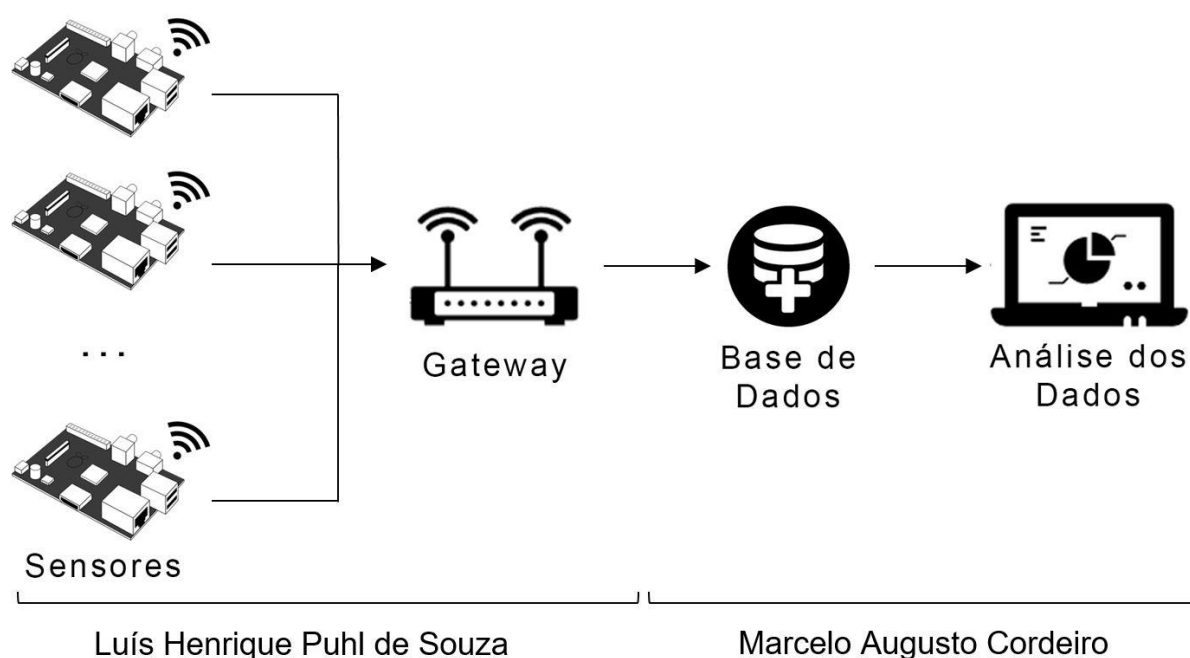 ...
Sensores
Gateway
Base de
Dados
Análise dos
Dados
Luís Henrique Puhl de Souza
Marcelo Augusto Cordeiro